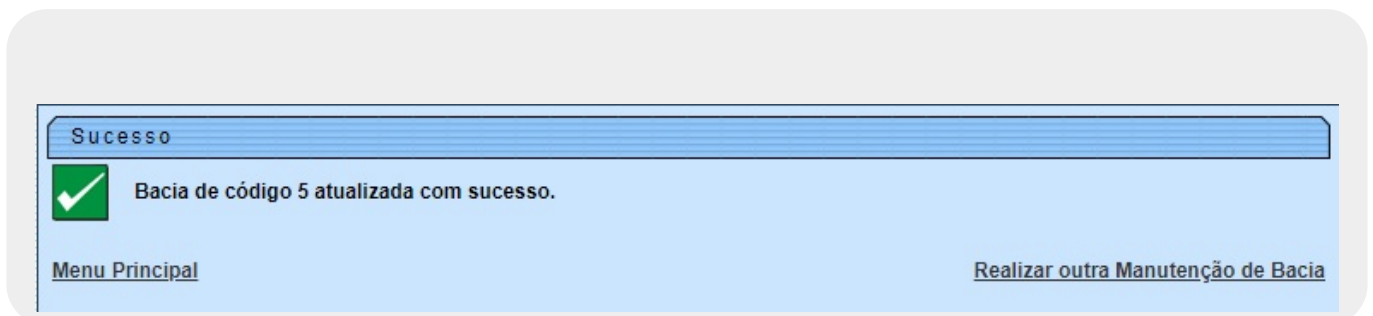 Sucesso
Bacia de código 5 atualizada com sucesso.
Menu Principal
Realizar outra Manutenção de Bacia